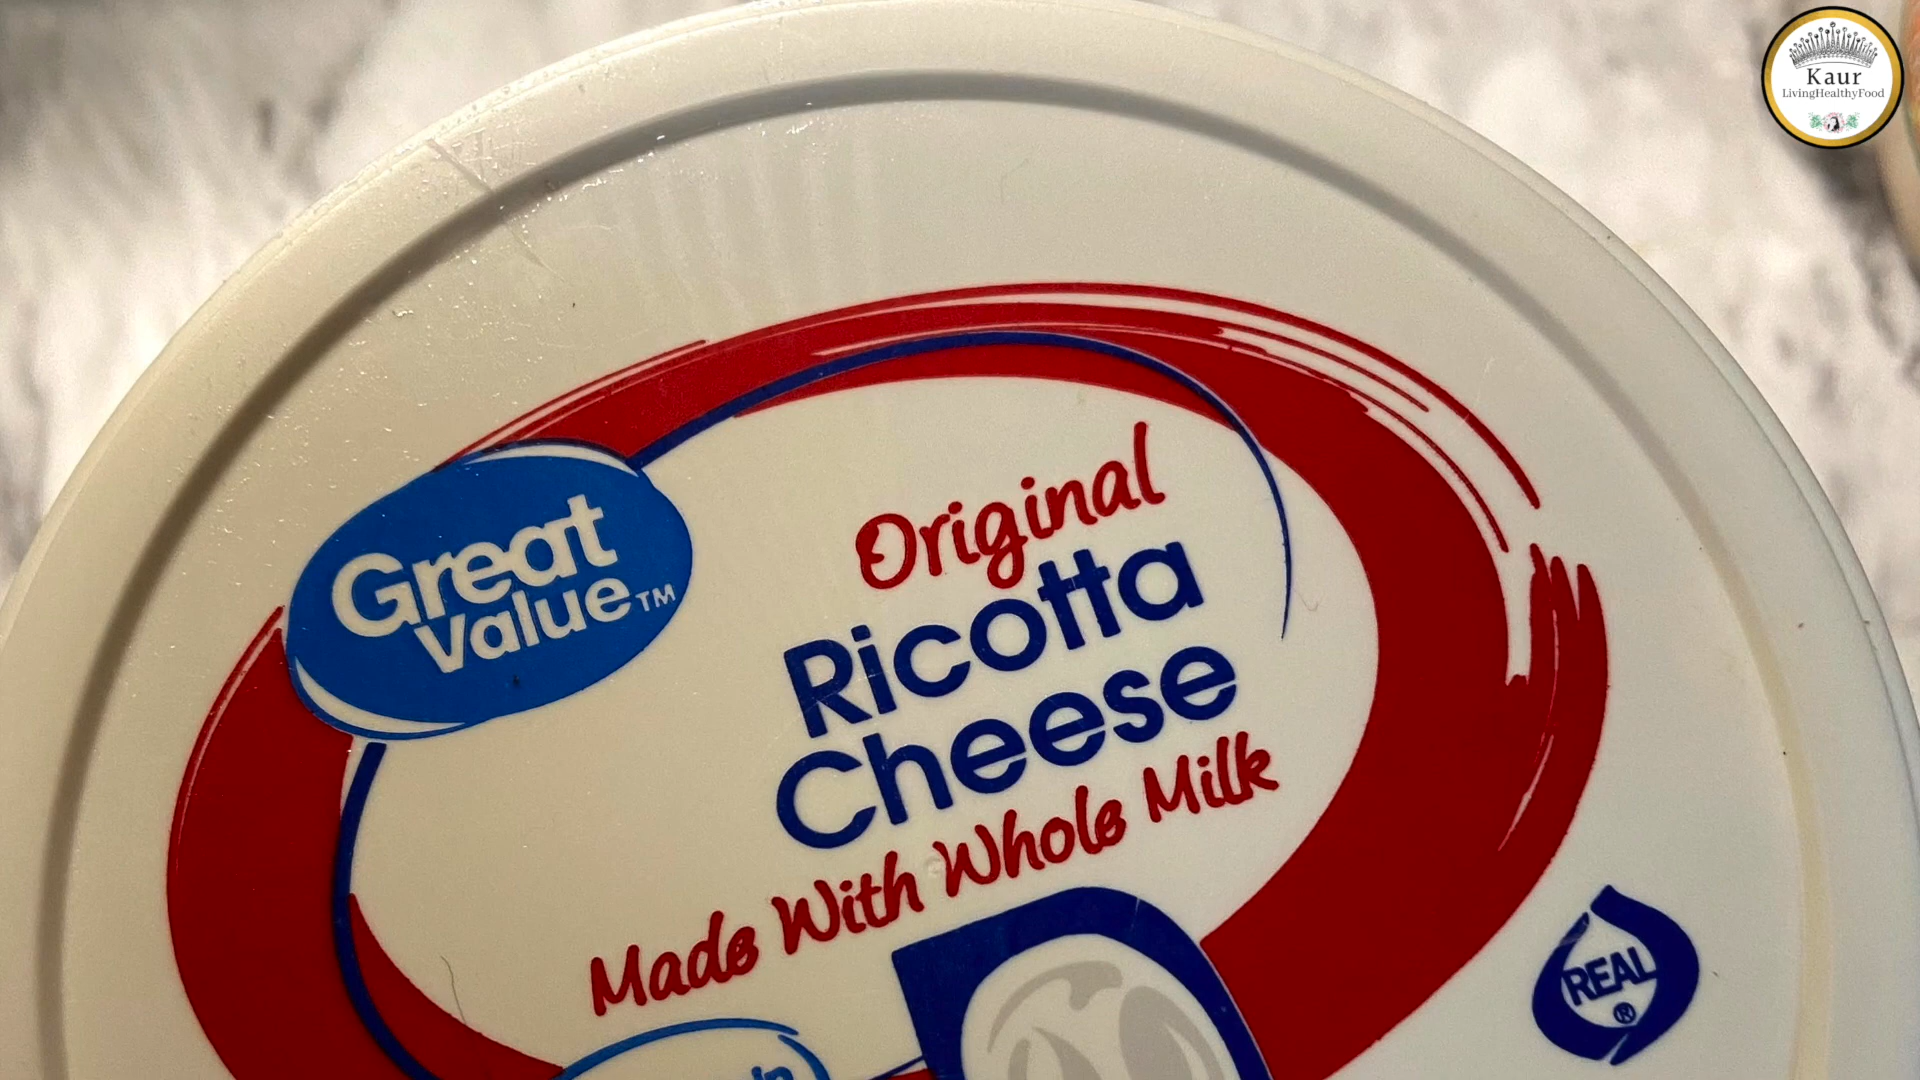 Kaur
LivingHealthyFood
Great
Value™
Original
Ricotta
Cheese
Made With Whole Milk
REAL
®